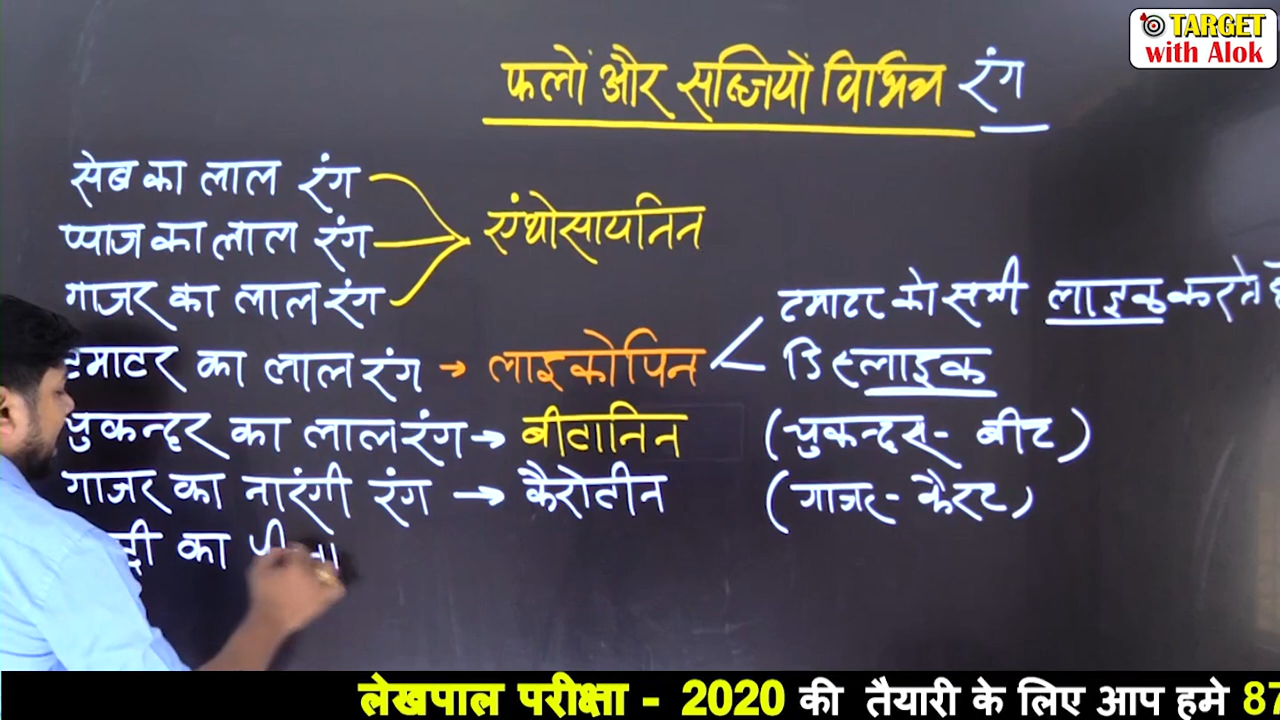 TARGET
with Alok
फलों और सब्जियों विभिन्न रंग
सेब का लाल रंग
प्याज का लाल रंग
एंथोसायनिन
गाजर का लाल रंग
टमाटर को सभी लाइक करते
टमाटर का लाल रंग → लाइकोपिन
डिस्लाइक
चुकन्दर का लाल रंग → बीटानिन (चुकन्दर - बीट)
गाजर का नारंगी रंग → कैरोटीन (गाजर - कैरट)
का
लेखपाल परीक्षा - 2020 की तैयारी के लिए आप हमे 87